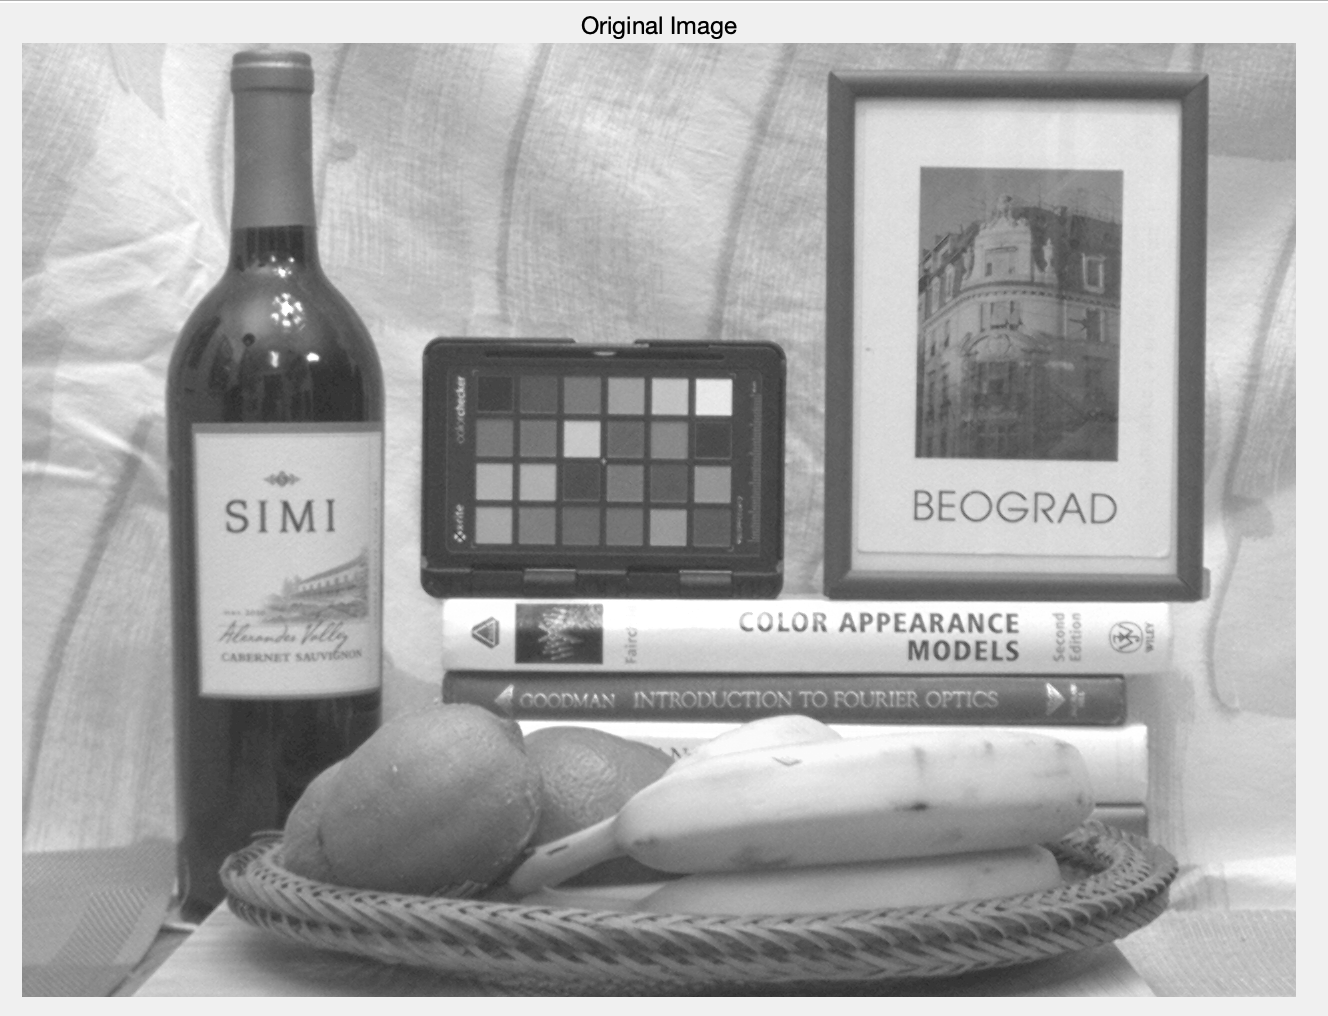 Original Image
SIMI
Alexander Valley
CABERNET SAUVIGNON
colorchecker
x-rite
BEOGRAD
COLOR APPEARANCE
MODELS
Second
Edition
WILEY
GOODMAN INTRODUCTION TO FOURIER OPTICS